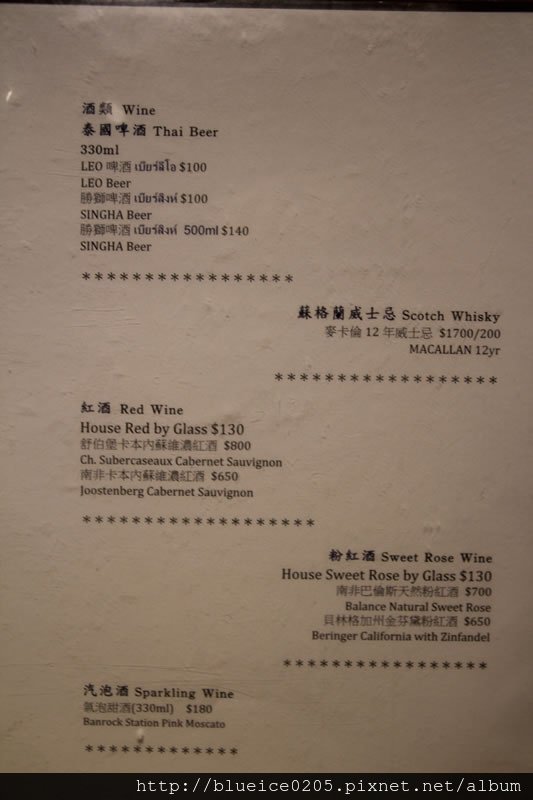 酒類 Wine
泰國啤酒 Thai Beer
330ml
LEO 啤酒 เบียร์ลีโอ $100
LEO Beer
勝獅啤酒 เบียร์สิงห์ $100
SINGHA Beer
勝獅啤酒 เบียร์สิงห์ 500ml $140
SINGHA Beer
*****************
蘇格蘭威士忌 Scotch Whisky
麥卡倫 12 年威士忌 $1700/200
MACALLAN 12yr
******************
紅酒 Red Wine
House Red by Glass $130
舒伯堡卡本內蘇維濃紅酒 $800
Ch. Subercaseaux Cabernet Sauvignon
南非卡本內蘇維濃紅酒 $650
Joostenberg Cabernet Sauvignon
*******************
粉紅酒 Sweet Rose Wine
House Sweet Rose by Glass $130
南非巴倫斯天然粉紅酒 $700
Balance Natural Sweet Rose
貝林格加州金芬黛粉紅酒 $650
Beringer California with Zinfandel
*****************
汽泡酒 Sparkling Wine
氣泡甜酒(330ml) $180
Banrock Station Pink Moscato
*************
http://blueice0205.pixnet.net/album